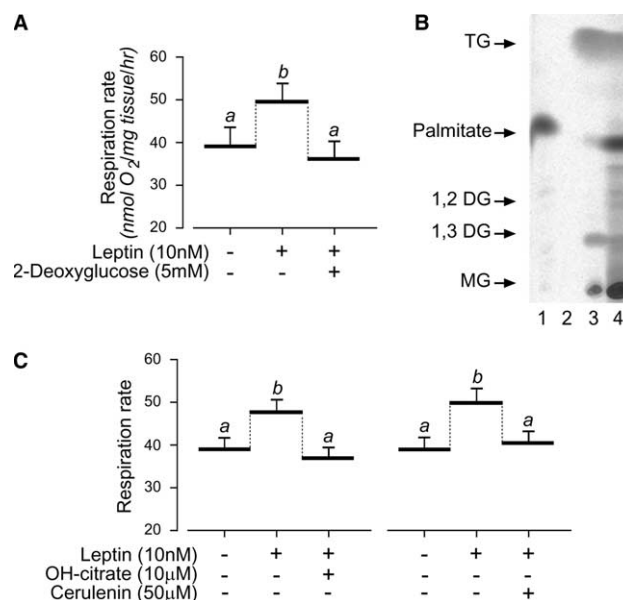 A
Respiration rate
(nmol O2/mg tissue/hr)
60
50
40
30
20
a
b
a
Leptin (10nM) - + +
2-Deoxyglucose (5mM) - - +
B
TG
Palmitate
1,2 DG
1,3 DG
MG
1 2 3 4
C
Respiration rate
60
50
40
30
20
a
b
a
a
b
a
Leptin (10nM) - + + - + +
OH-citrate (10μM) - - + - - -
Cerulenin (50μM) - - - - - +